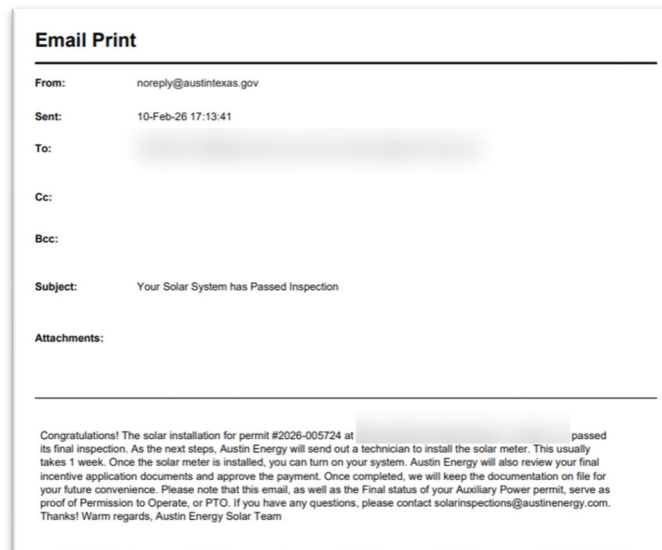 Email Print
From: noreply@austintexas.gov
Sent: 10-Feb-26 17:13:41
To:
Cc:
Bcc:
Subject: Your Solar System has Passed Inspection
Attachments:
Congratulations! The solar installation for permit #2026-005724 at passed
its final inspection. As the next steps, Austin Energy will send out a technician to install the solar meter. This usually
takes 1 week. Once the solar meter is installed, you can turn on your system. Austin Energy will also review your final
incentive application documents and approve the payment. Once completed, we will keep the documentation on file for
your future convenience. Please note that this email, as well as the Final status of your Auxiliary Power permit, serve as
proof of Permission to Operate, or PTO. If you have any questions, please contact solarinspections@austinenergy.com.
Thanks! Warm regards, Austin Energy Solar Team